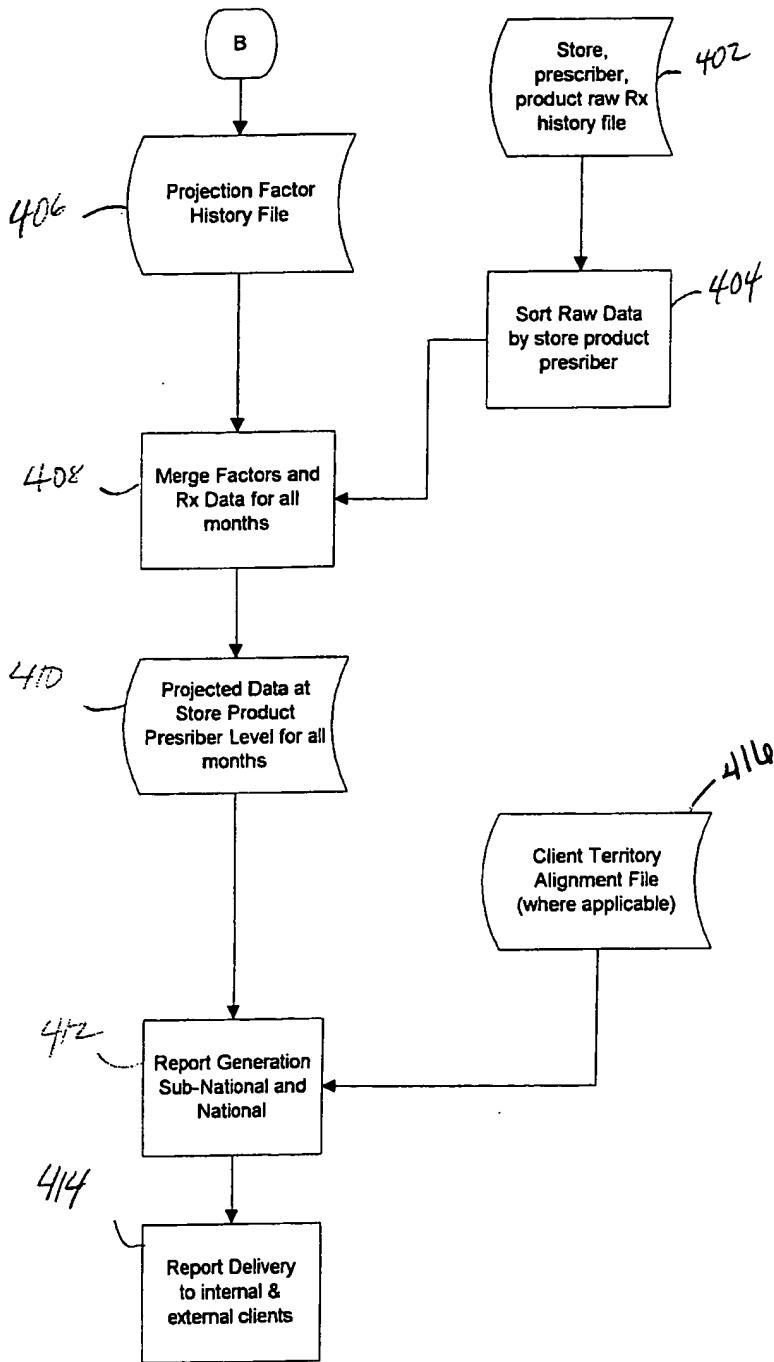 B
Store,
prescriber,
product raw Rx
history file
402
Projection Factor
History File
406
Sort Raw Data
by store product
presriber
404
Merge Factors and
Rx Data for all
months
408
Projected Data at
Store Product
Presriber Level for all
months
410
Client Territory
Alignment File
(where applicable)
416
Report Generation
Sub-National and
National
412
Report Delivery
to internal &
external clients
414